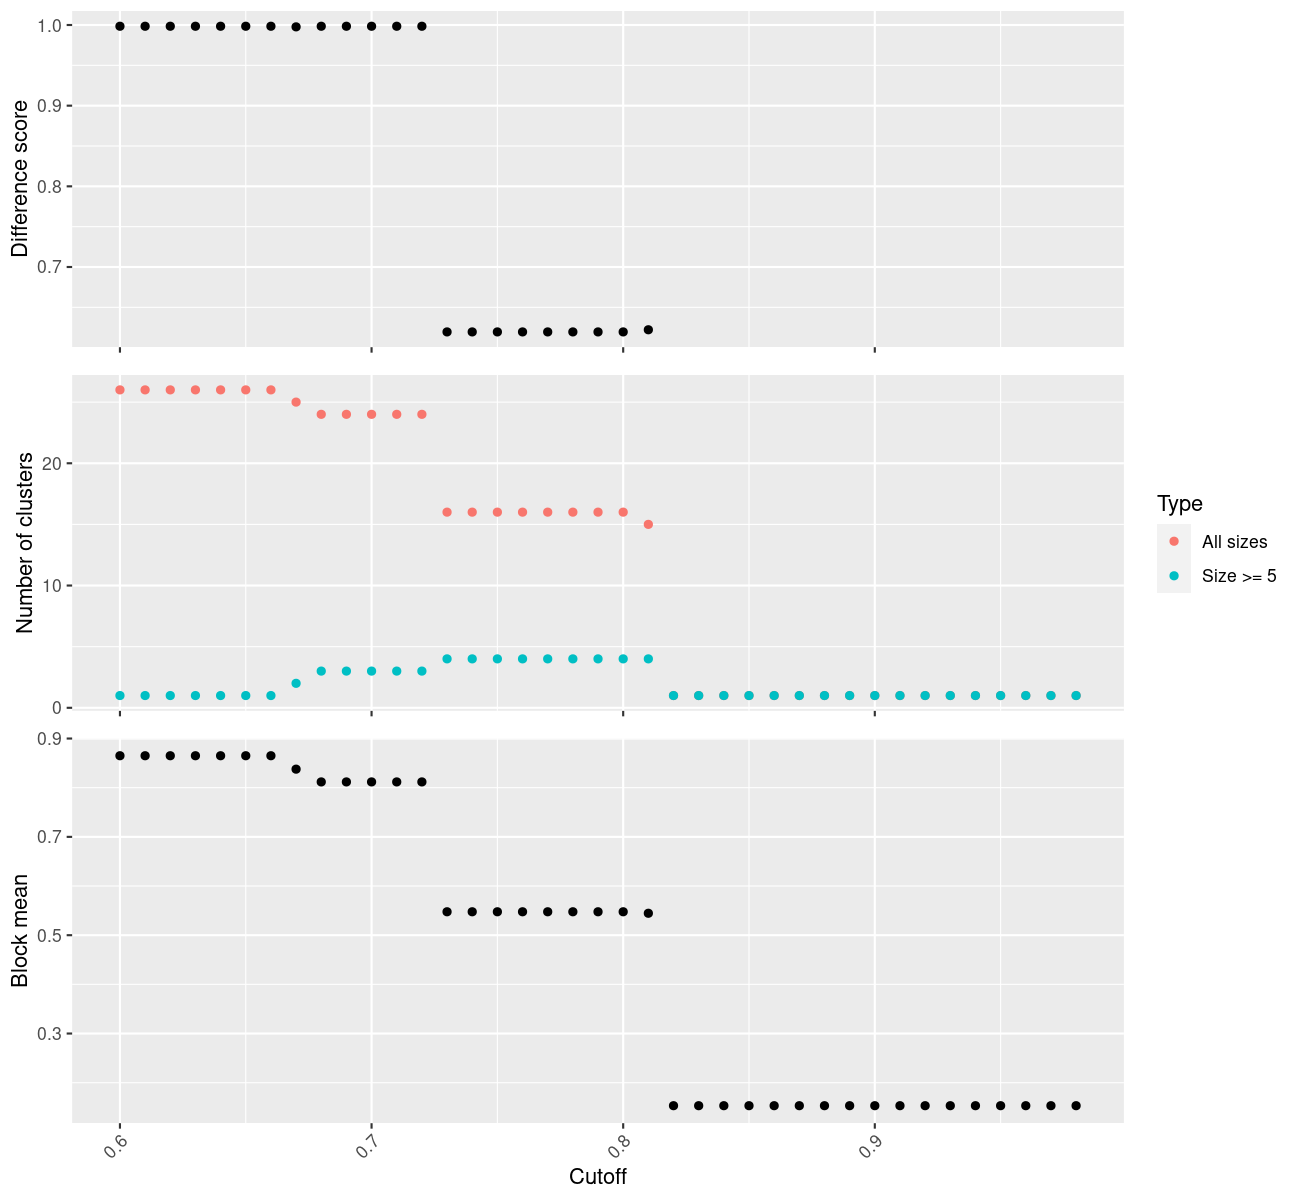 Difference score
1.0
0.9
0.8
0.7
Number of clusters
20
10
0
Type
All sizes
Size >= 5
Block mean
0.9
0.7
0.5
0.3
0.6
0.7
0.8
0.9
Cutoff